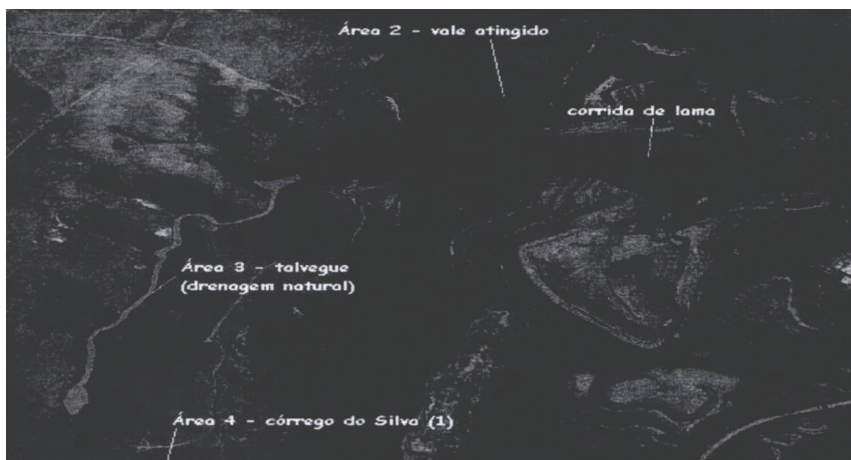 Área 2 - vale atingido
corrida de lama
Área 3 - talvegue
(drenagem natural)
Área 4 - córrego do Silva (1)